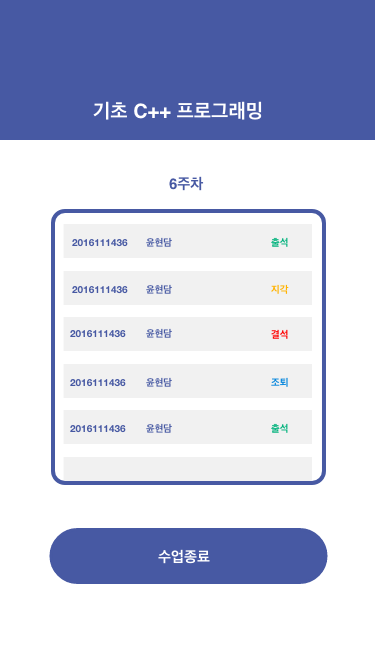 기초 C++ 프로그래밍
6주차
2016111436 윤현담 출석
2016111436 윤현담 지각
2016111436 윤현담 결석
2016111436 윤현담 조퇴
2016111436 윤현담 출석
수업종료